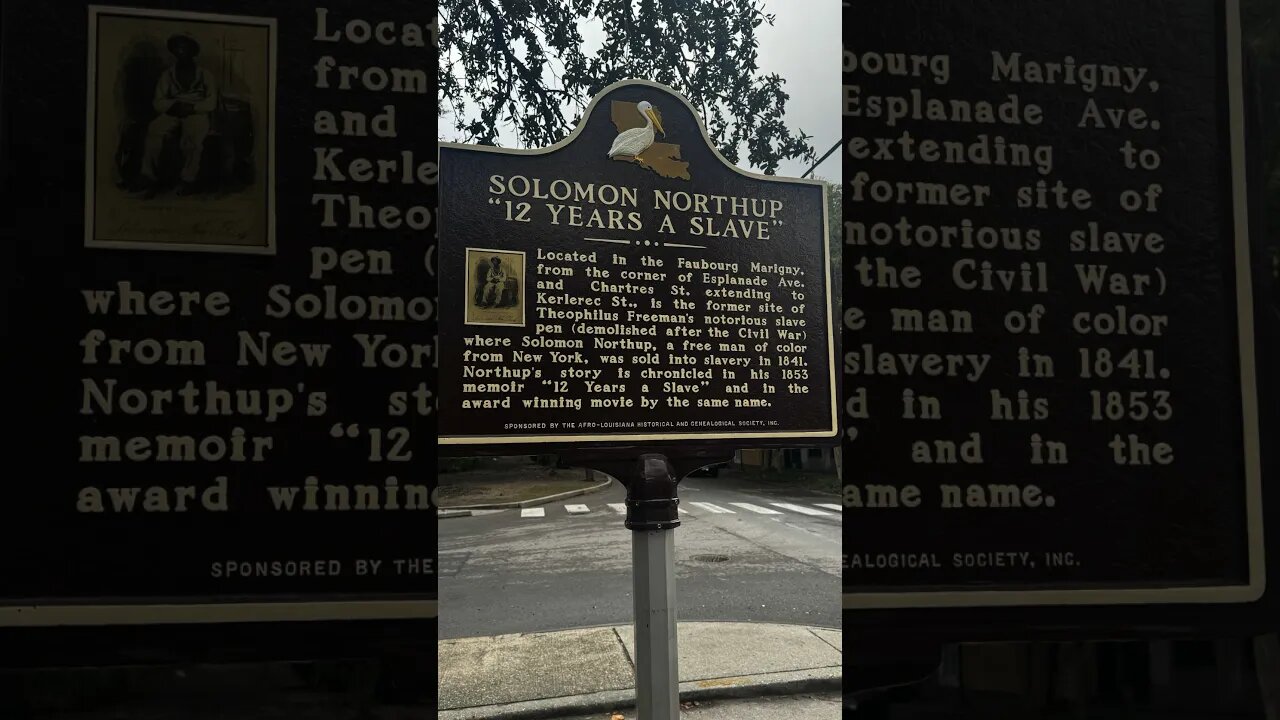 SOLOMON NORTHUP
"12 YEARS A SLAVE"
Located in the Faubourg Marigny,
from the corner of Esplanade Ave.
and Chartres St. extending to
Kerlerec St., is the former site of
Theophilus Freeman's notorious slave
pen (demolished after the Civil War)
where Solomon Northup, a free man of color
from New York, was sold into slavery in 1841.
Northup's story is chronicled in his 1853
memoir "12 Years a Slave" and in the
award winning movie by the same name.
SPONSORED BY THE AFRO-LOUISIANA HISTORICAL AND GENEALOGICAL SOCIETY, INC.